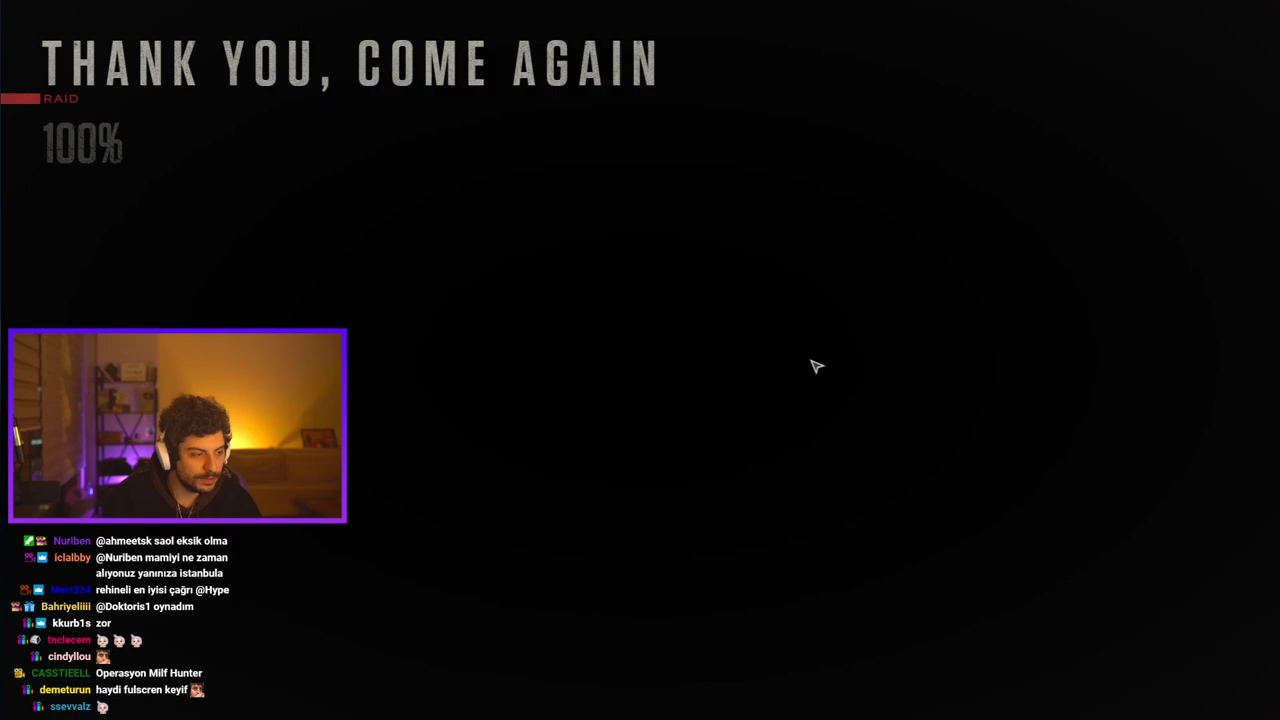 THANK YOU, COME AGAIN
RAID
100%
Nuriben @ahmeetsk saol eksik olma
iclalbby @Nuriben mamiyi ne zaman
alıyonuz yanınıza istanbula
Mert334 rehineli en iyisi çağrı @Hype
Bahriyeliiii @Doktoris1 oynadım
kkurb1s zor
tnclecem
cindyllou
CASSTIEELL Operasyon Milf Hunter
demeturun haydi fulscren keyif
ssevvalz